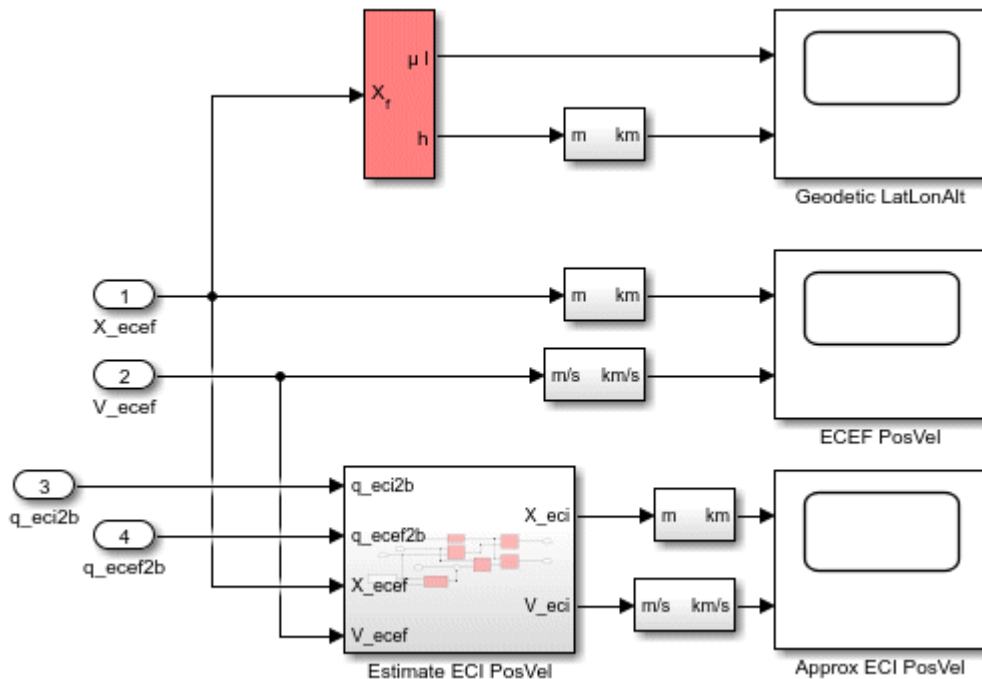 μ l
X_f
h
m km
Geodetic LatLonAlt
1
X_ecef
m km
2
V_ecef
m/s km/s
ECEF PosVel
3
q_eci2b
4
q_ecef2b
q_eci2b
q_ecef2b
X_ecef
V_ecef
X_eci
V_eci
Estimate ECI PosVel
m km
m/s km/s
Approx ECI PosVel